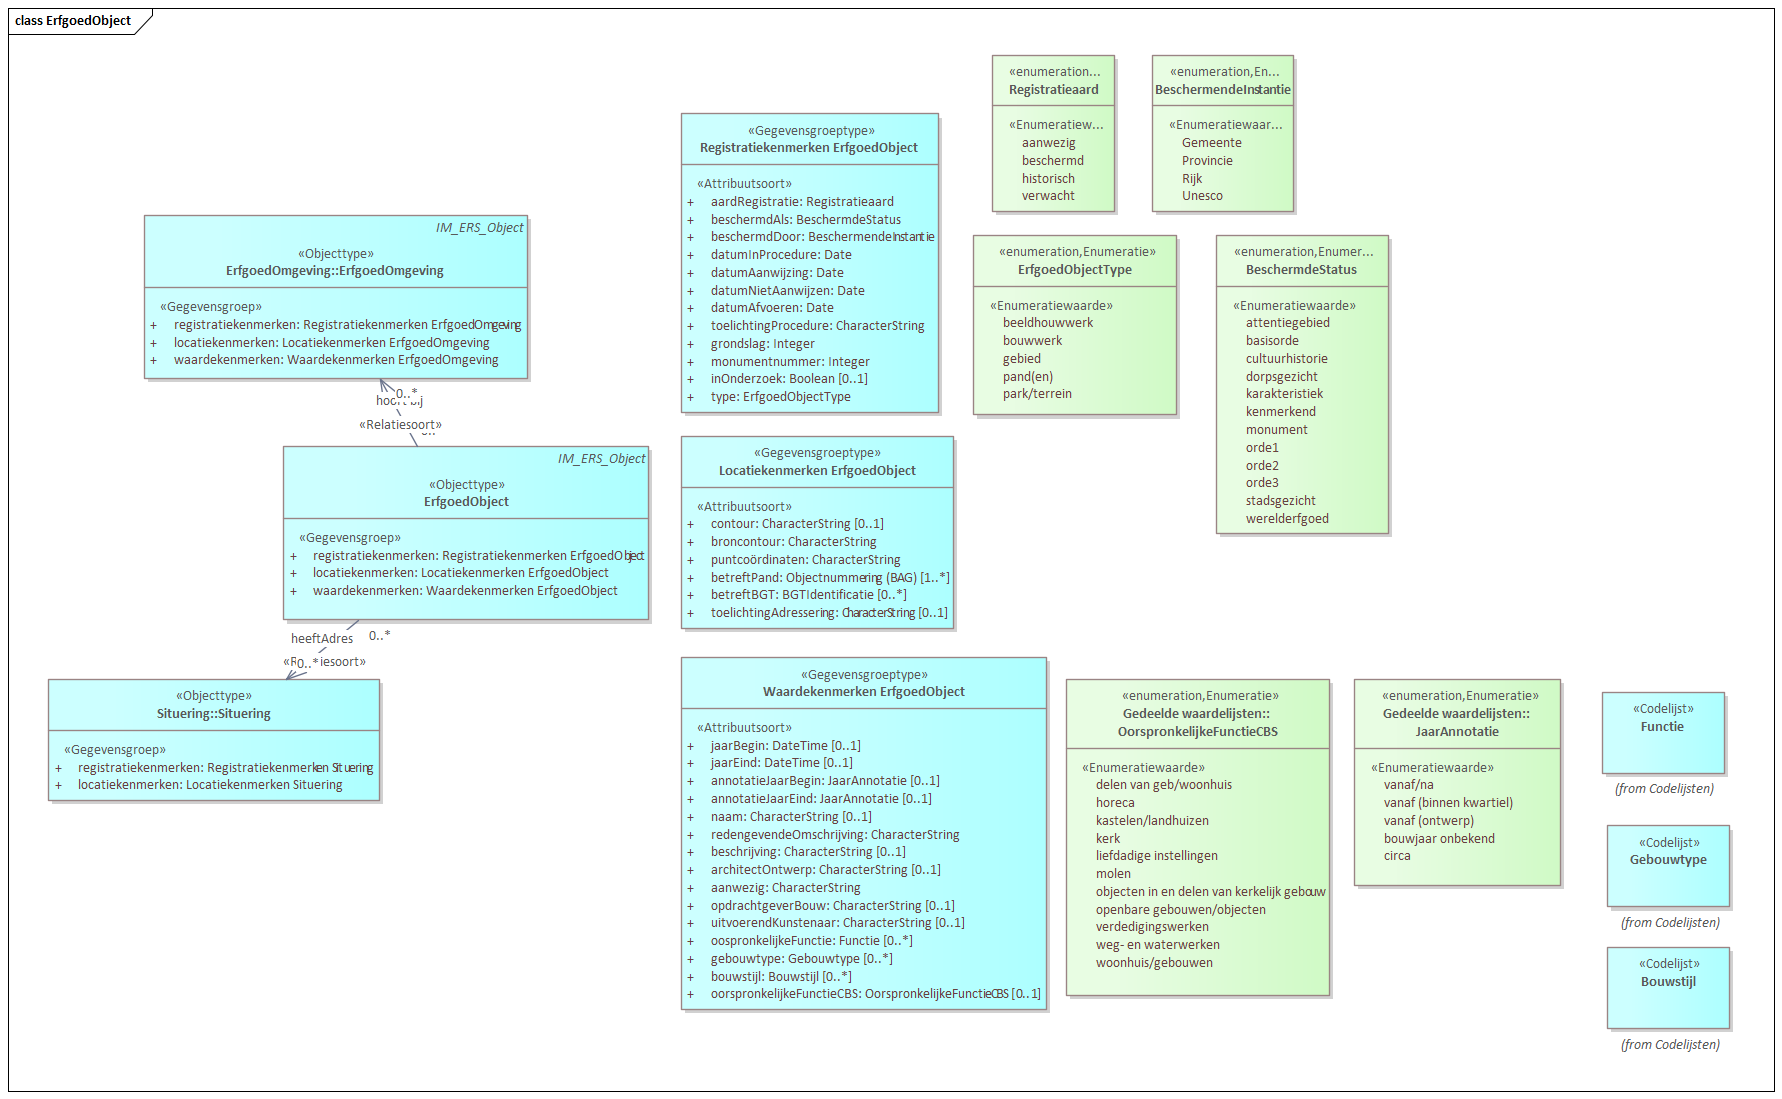 class ErfgoedObject
IM_ERS_Object
«Objecttype»
ErfgoedOmgeving::ErfgoedOmgeving
«Gegevensgroep»
+ registratiekenmerken: Registratiekenmerken ErfgoedOmgeving
+ locatiekenmerken: Locatiekenmerken ErfgoedOmgeving
+ waardekenmerken: Waardekenmerken ErfgoedOmgeving
0..*
«Relatiesoort»
IM_ERS_Object
«Objecttype»
ErfgoedObject
«Gegevensgroep»
+ registratiekenmerken: Registratiekenmerken ErfgoedObject
+ locatiekenmerken: Locatiekenmerken ErfgoedObject
+ waardekenmerken: Waardekenmerken ErfgoedObject
heeftAdres
0..*
0..*
«Objecttype»
Situering::Situering
«Gegevensgroep»
+ registratiekenmerken: Registratiekenmerken Situering
+ locatiekenmerken: Locatiekenmerken Situering
«Gegevensgroeptype»
Registratiekenmerken ErfgoedObject
«Attribuutsoort»
+ aardRegistratie: Registratieaard
+ beschermdAls: BeschermdeStatus
+ beschermdDoor: BeschermendeInstantie
+ datumInProcedure: Date
+ datumAanwijzing: Date
+ datumNietAanwijzen: Date
+ datumAfvoeren: Date
+ toelichtingProcedure: CharacterString
+ grondslag: Integer
+ monumentnummer: Integer
+ inOnderzoek: Boolean [0..1]
+ type: ErfgoedObjectType
«Gegevensgroeptype»
Locatiekenmerken ErfgoedObject
«Attribuutsoort»
+ contour: CharacterString [0..1]
+ broncontour: CharacterString
+ puntcoördinaten: CharacterString
+ betreftPand: Objectnummering (BAG) [1..*]
+ betreftBGT: BGTIdentificatie [0..*]
+ toelichtingAdressering: CharacterString [0..1]
«Gegevensgroeptype»
Waardekenmerken ErfgoedObject
«Attribuutsoort»
+ jaarBegin: DateTime [0..1]
+ jaarEind: DateTime [0..1]
+ annotatieJaarBegin: JaarAnnotatie [0..1]
+ annotatieJaarEind: JaarAnnotatie [0..1]
+ naam: CharacterString [0..1]
+ redengevendeOmschrijving: CharacterString
+ beschrijving: CharacterString [0..1]
+ architectOntwerp: CharacterString [0..1]
+ aanwezig: CharacterString
+ opdrachtgeverBouw: CharacterString [0..1]
+ uitvoerendKunstenaar: CharacterString [0..1]
+ oospronkelijkeFunctie: Functie [0..*]
+ gebouwtype: Gebouwtype [0..*]
+ bouwstijl: Bouwstijl [0..*]
+ oorspronkelijkeFunctieCBS: OorspronkelijkeFunctieCBS [0..1]
«enumeration...
Registratieaard
«Enumeratiew...
aanwezig
beschermd
historisch
verwacht
«enumeration,En...
BeschermendeInstantie
«Enumeratiewaar...
Gemeente
Provincie
Rijk
Unesco
«enumeration,Enumeratie»
ErfgoedObjectType
«Enumeratiewaarde»
beeldhouwwerk
bouwwerk
gebied
pand(en)
park/terrein
«enumeration,Enumer...
BeschermdeStatus
«Enumeratiewaarde»
attentiegebied
basisorde
cultuurhistorie
dorpsgezicht
karakteristiek
kenmerkend
monument
orde1
orde2
orde3
stadsgezicht
werelderfgoed
«enumeration,Enumeratie»
Gedeelde waardelijsten::
OorspronkelijkeFunctieCBS
«Enumeratiewaarde»
delen van geb/woonhuis
horeca
kastelen/landhuizen
kerk
liefdadige instellingen
molen
objecten in en delen van kerkelijk gebouw
openbare gebouwen/objecten
verdedigingswerken
weg- en waterwerken
woonhuis/gebouwen
«enumeration,Enumeratie»
Gedeelde waardelijsten::
JaarAnnotatie
«Enumeratiewaarde»
vanaf/na
vanaf (binnen kwartiel)
vanaf (ontwerp)
bouwjaar onbekend
circa
«Codelijst»
Functie
(from Codelijsten)
«Codelijst»
Gebouwtype
(from Codelijsten)
«Codelijst»
Bouwstijl
(from Codelijsten)